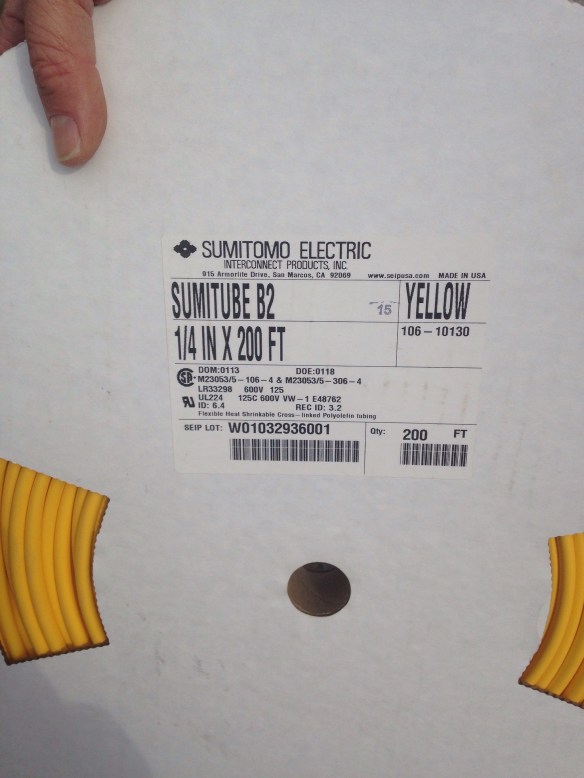 SUMITOMO ELECTRIC
INTERCONNECT PRODUCTS, INC.
915 Armorlite Drive, San Marcos, CA 92069 www.seipusa.com MADE IN USA
SUMITUBE B2 15 YELLOW
1/4 IN X 200 FT 106-10130
DOM:0113 DOE:0118
M23053/5-106-4 & M23053/5-306-4
LR33298 600V 125
UL224 125C 600V VW-1 E48762
ID: 6.4 REC ID: 3.2
Flexible Heat Shrinkable Cross-linked Polyolefin tubing
SEIP LOT: W01032936001 Qty: 200 FT